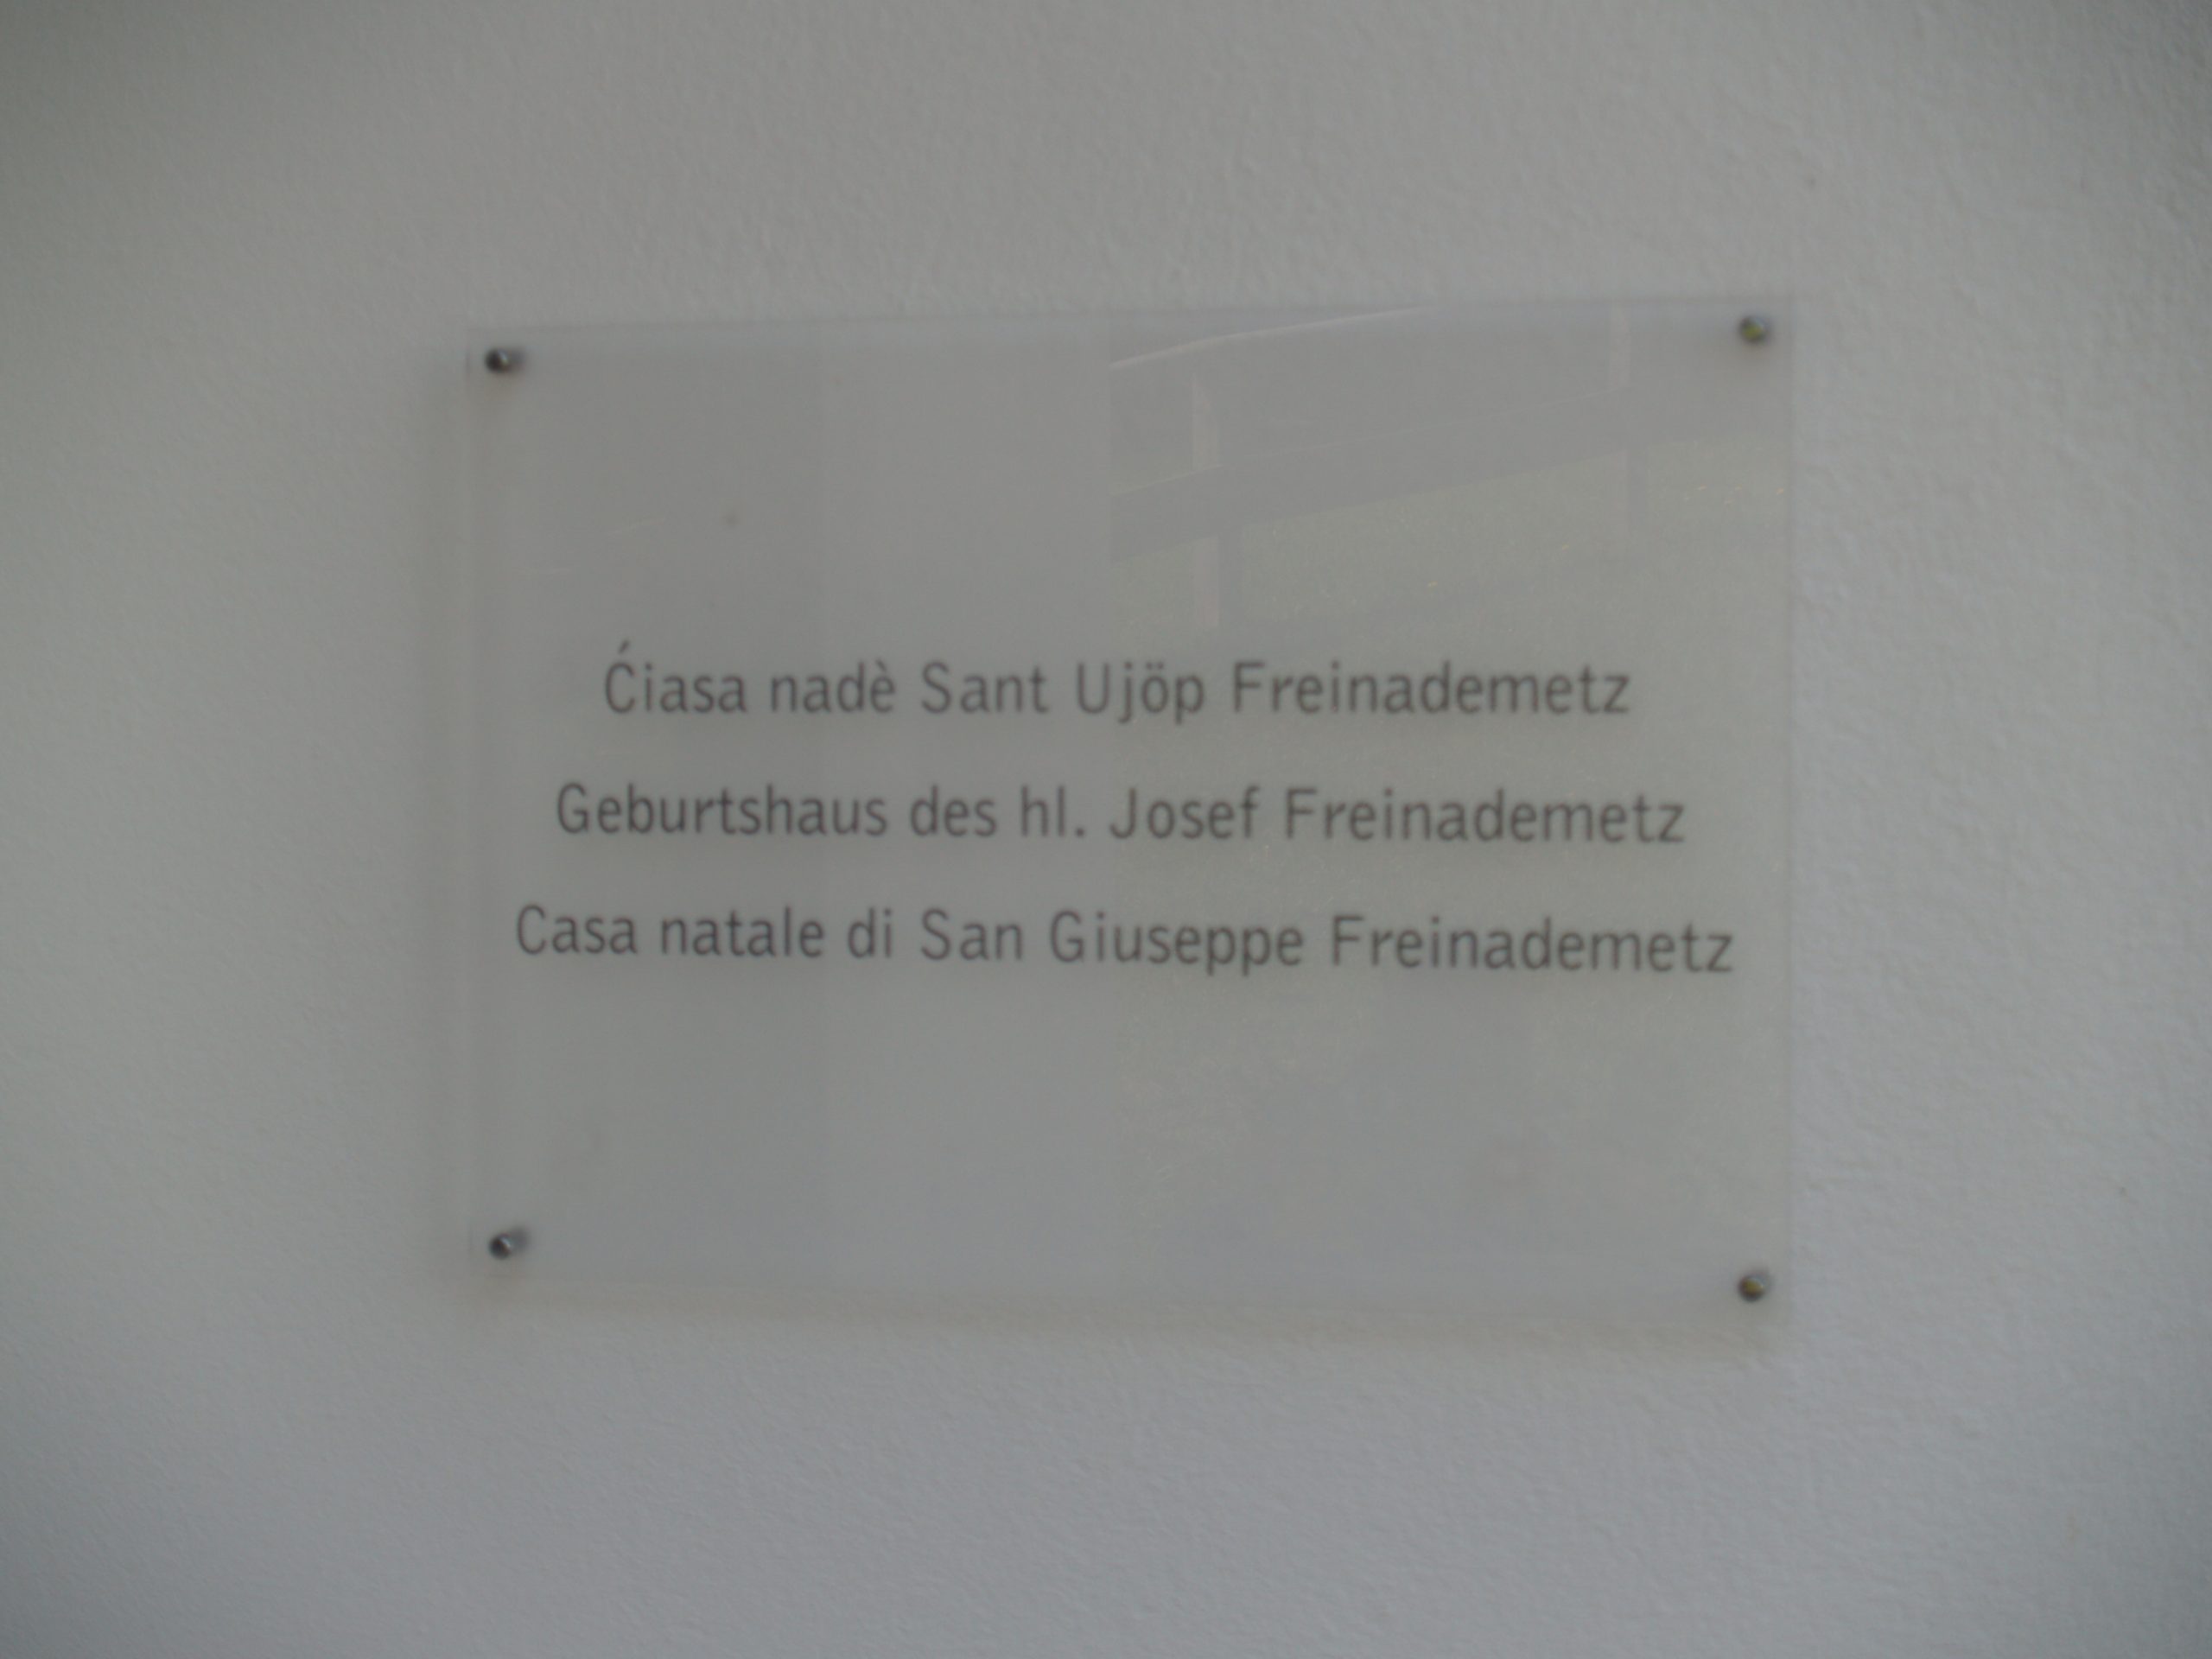 Ćiasa nadè Sant Ujöp Freinademetz
Geburtshaus des hl. Josef Freinademetz
Casa natale di San Giuseppe Freinademetz